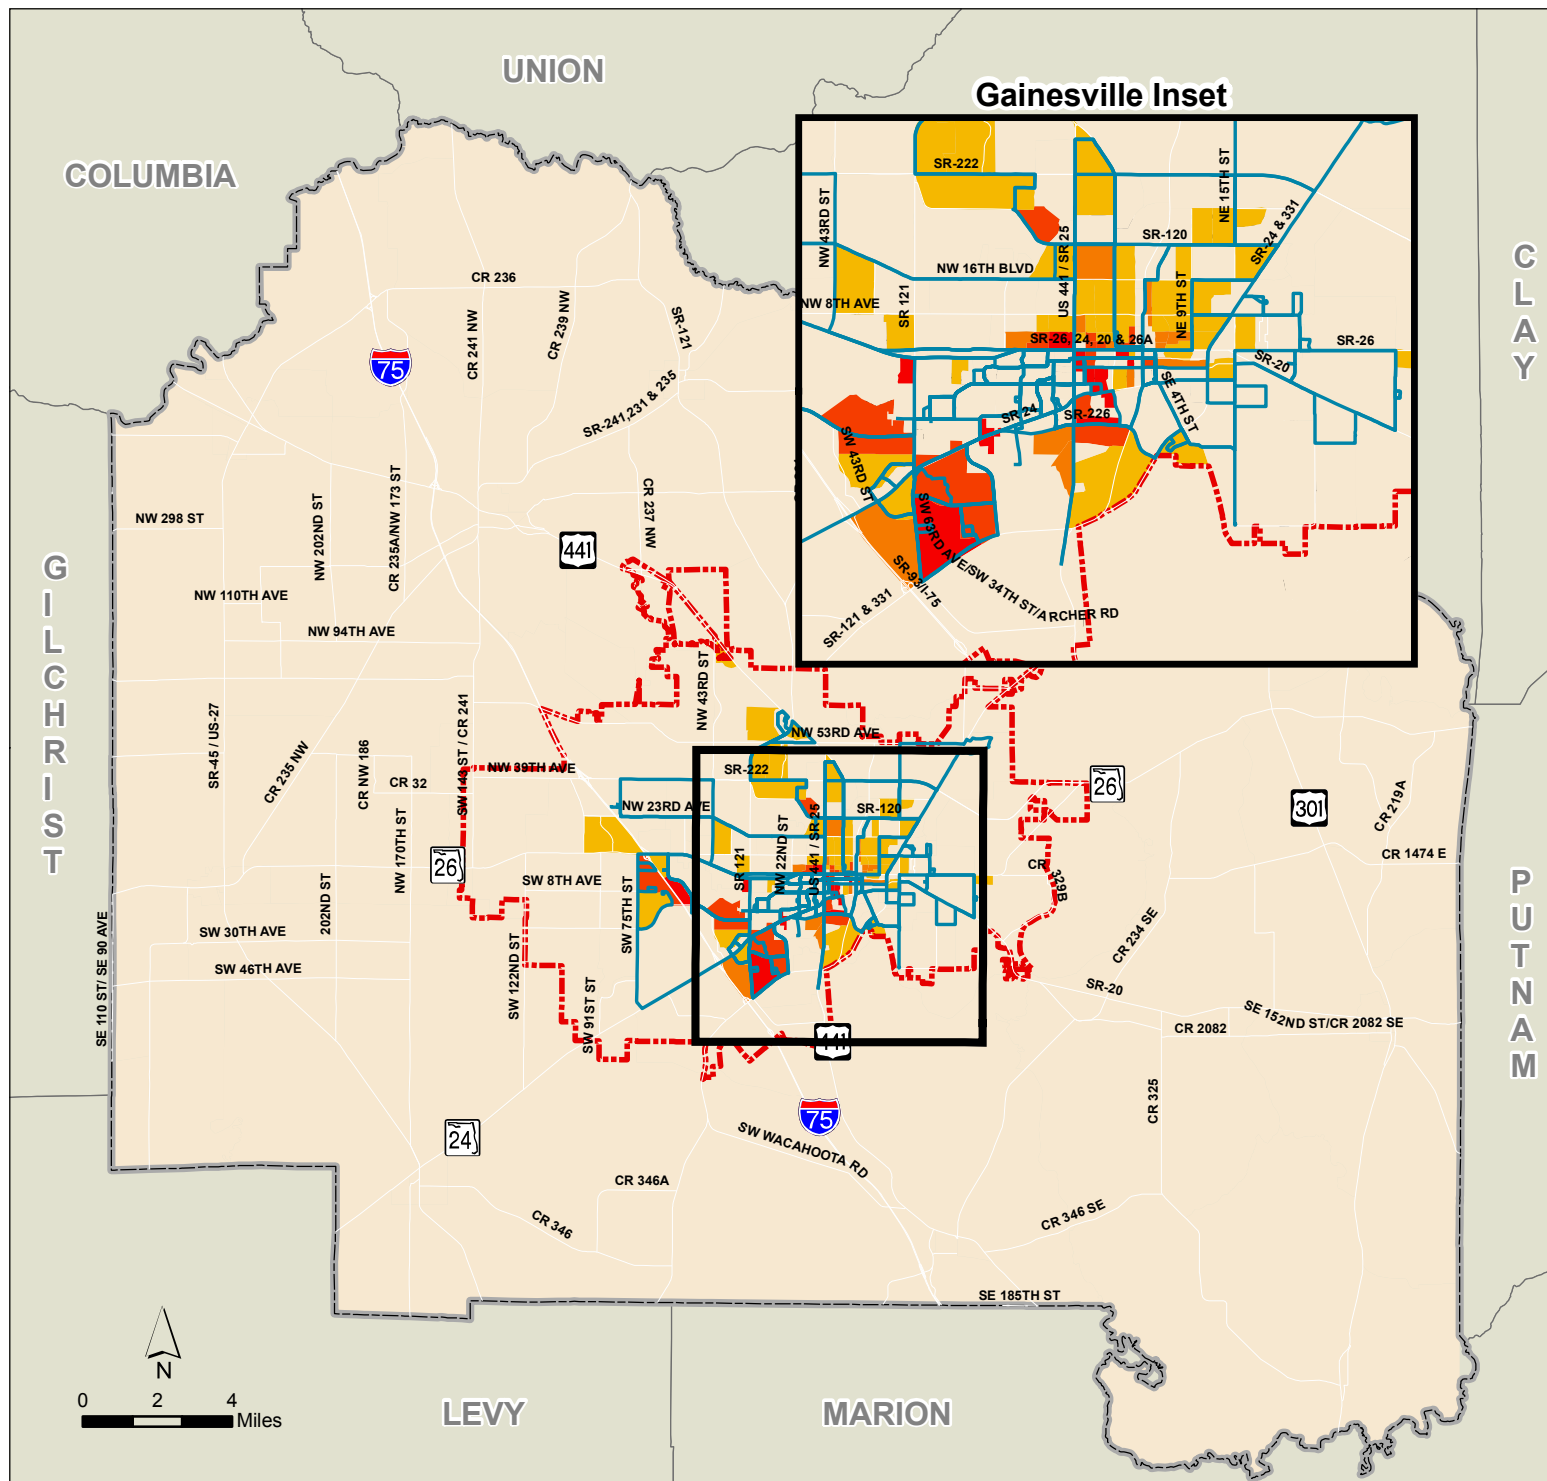 UNION
Gainesville Inset
COLUMBIA
SR-222
NE 15TH ST
NW 43RD ST
SR-24 & 331
SR-120
US 441 / SR 25
CLAY
NW 16TH BLVD
CR 236
NE 9TH ST
SR 121
NW 8TH AVE
CR 239 NW
SR-121
CR 241 NW
SR-26, 24, 20 & 26A
SR-26
SR-20
75
SE 4TH ST
SR-241,231 & 235
SR 24
SR-226
SW 43RD ST
CR 235A/NW 173 ST
CR 237 NW
NW 202ND ST
NW 298 ST
SW 63RD AVE/SW 34TH ST/ARCHER RD
441
SR-93/I-75
GILCHRIST
NW 110TH AVE
SR-121 & 331
NW 94TH AVE
NW 43RD ST
SR-45 / US-27
SW 143 ST / CR 241
NW 53RD AVE
CR 235 NW
CR NW 186
NW 39TH AVE
SR-222
CR 32
26
CR 219A
301
NW 23RD AVE
SR-120
US 441 / SR 25
NW 22ND ST
NW 170TH ST
SR 121
CR 1474 E
26
CR 329B
SW 8TH AVE
202ND ST
SW 75TH ST
PUTNAM
SE 110 ST/ SE 90 AVE
SW 30TH AVE
CR 234 SE
SW 46TH AVE
SW 122ND ST
SR-20
SW 91ST ST
SE 152ND ST/CR 2082 SE
CR 2082
441
CR 325
75
24
SW WACAHOOTA RD
CR 346A
CR 346
CR 346 SE
SE 185TH ST
N
0 2 4
Miles
LEVY
MARION